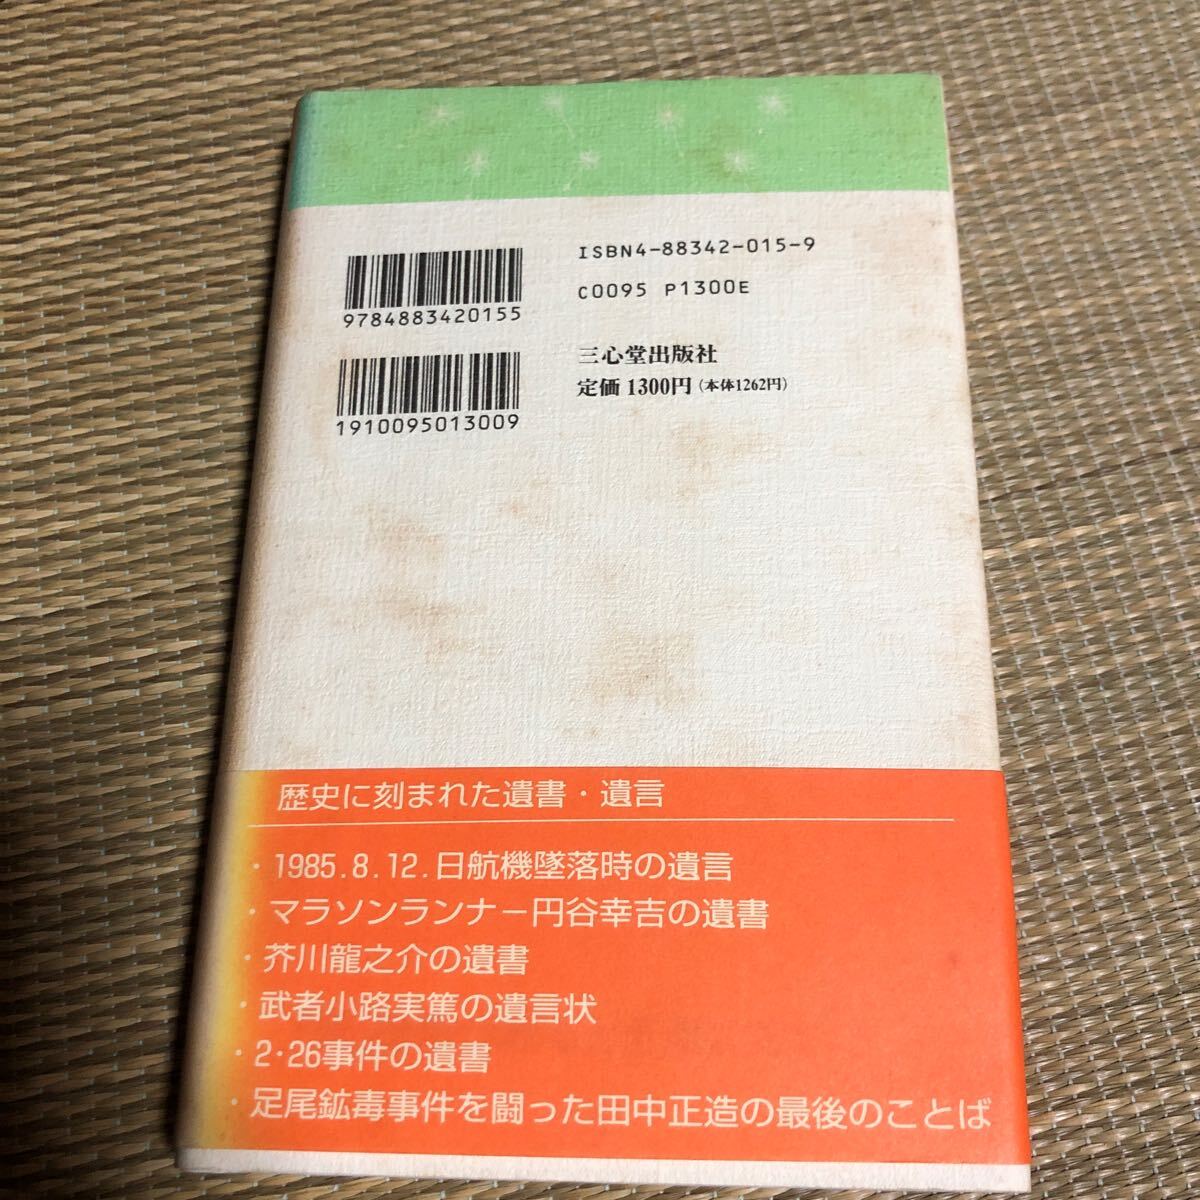 ISBN4-88342-015-9
C0095 P1300E
9784883420155
三心堂出版社
定価1300円(本体1262円)
1910095013009
歴史に刻まれた遺書・遺言
・1985.8.12.日航機墜落時の遺言
・マラソンランナー円谷幸吉の遺書
・芥川龍之介の遺書
・武者小路実篤の遺言状
・2・26事件の遺書
・足尾鉱毒事件を闘った田中正造の最後のことば